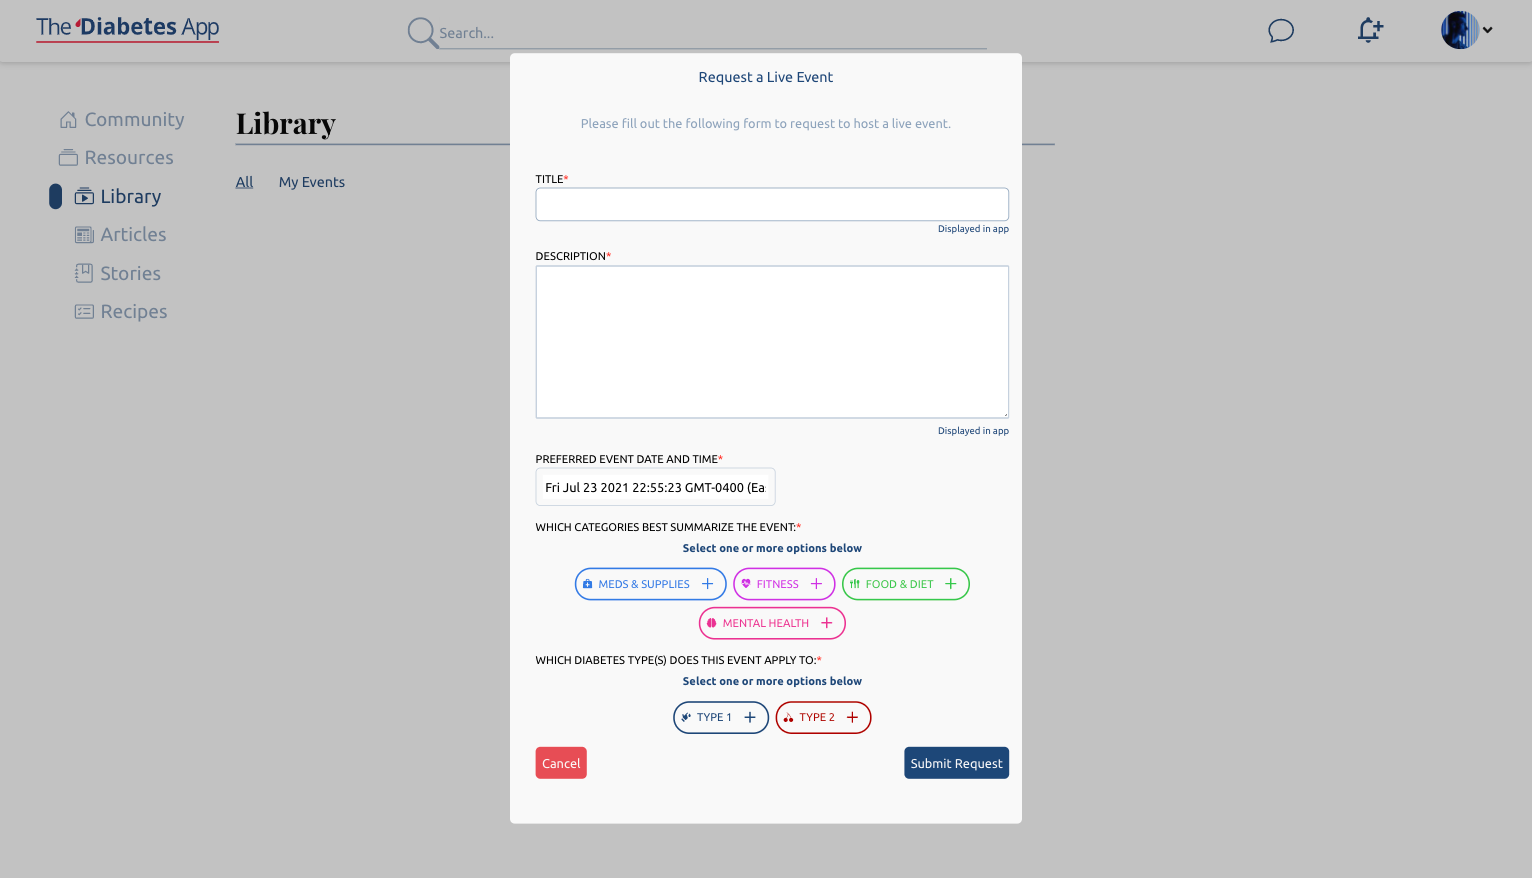 The Diabetes App
Search...
Community
Resources
Library
Articles
Stories
Recipes
Library
All
My Events
Request a Live Event
Please fill out the following form to request to host a live event.
TITLE*
Displayed in app
DESCRIPTION*
Displayed in app
PREFERRED EVENT DATE AND TIME*
Fri Jul 23 2021 22:55:23 GMT-0400 (Ea
WHICH CATEGORIES BEST SUMMARIZE THE EVENT:*
Select one or more options below
MEDS & SUPPLIES +
FITNESS +
FOOD & DIET +
MENTAL HEALTH +
WHICH DIABETES TYPE(S) DOES THIS EVENT APPLY TO:*
Select one or more options below
TYPE 1 +
TYPE 2 +
Cancel
Submit Request